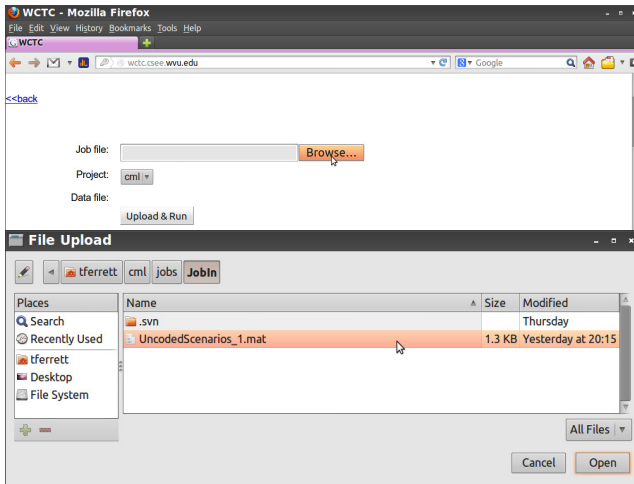 WCTC - Mozilla Firefox
File Edit View History Bookmarks Tools Help
WCTC
wctc.csee.wvu.edu
Google
<<back
Job file:
Browse...
Project:
cml
Data file:
Upload & Run
File Upload
tferrett cml jobs JobIn
Places
Name Size Modified
Search
.svn Thursday
Recently Used
UncodedScenarios_1.mat 1.3 KB Yesterday at 20:15
tferrett
Desktop
File System
All Files
Cancel Open